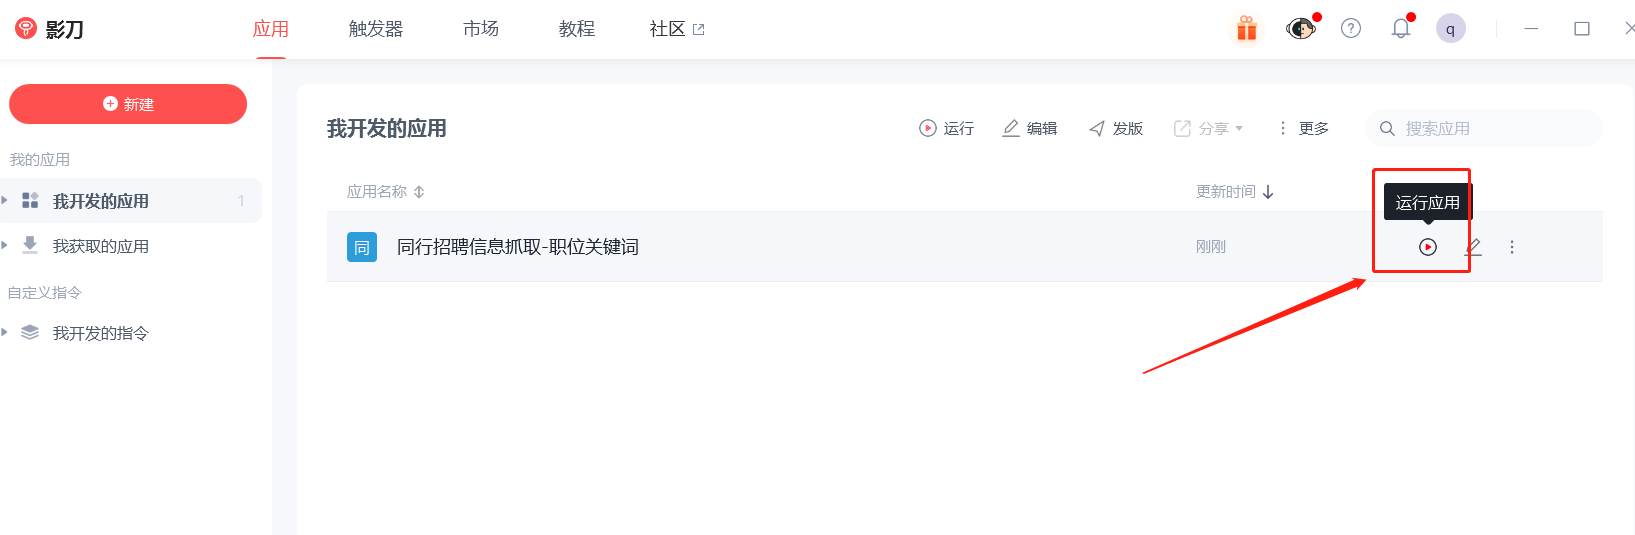 影刀 应用 触发器 市场 教程 社区 q
新建
我的应用
我开发的应用 1
我获取的应用
自定义指令
我开发的指令
我开发的应用 运行 编辑 发版 分享 更多 搜索应用
应用名称 更新时间
运行应用
同 同行招聘信息抓取-职位关键词 刚刚